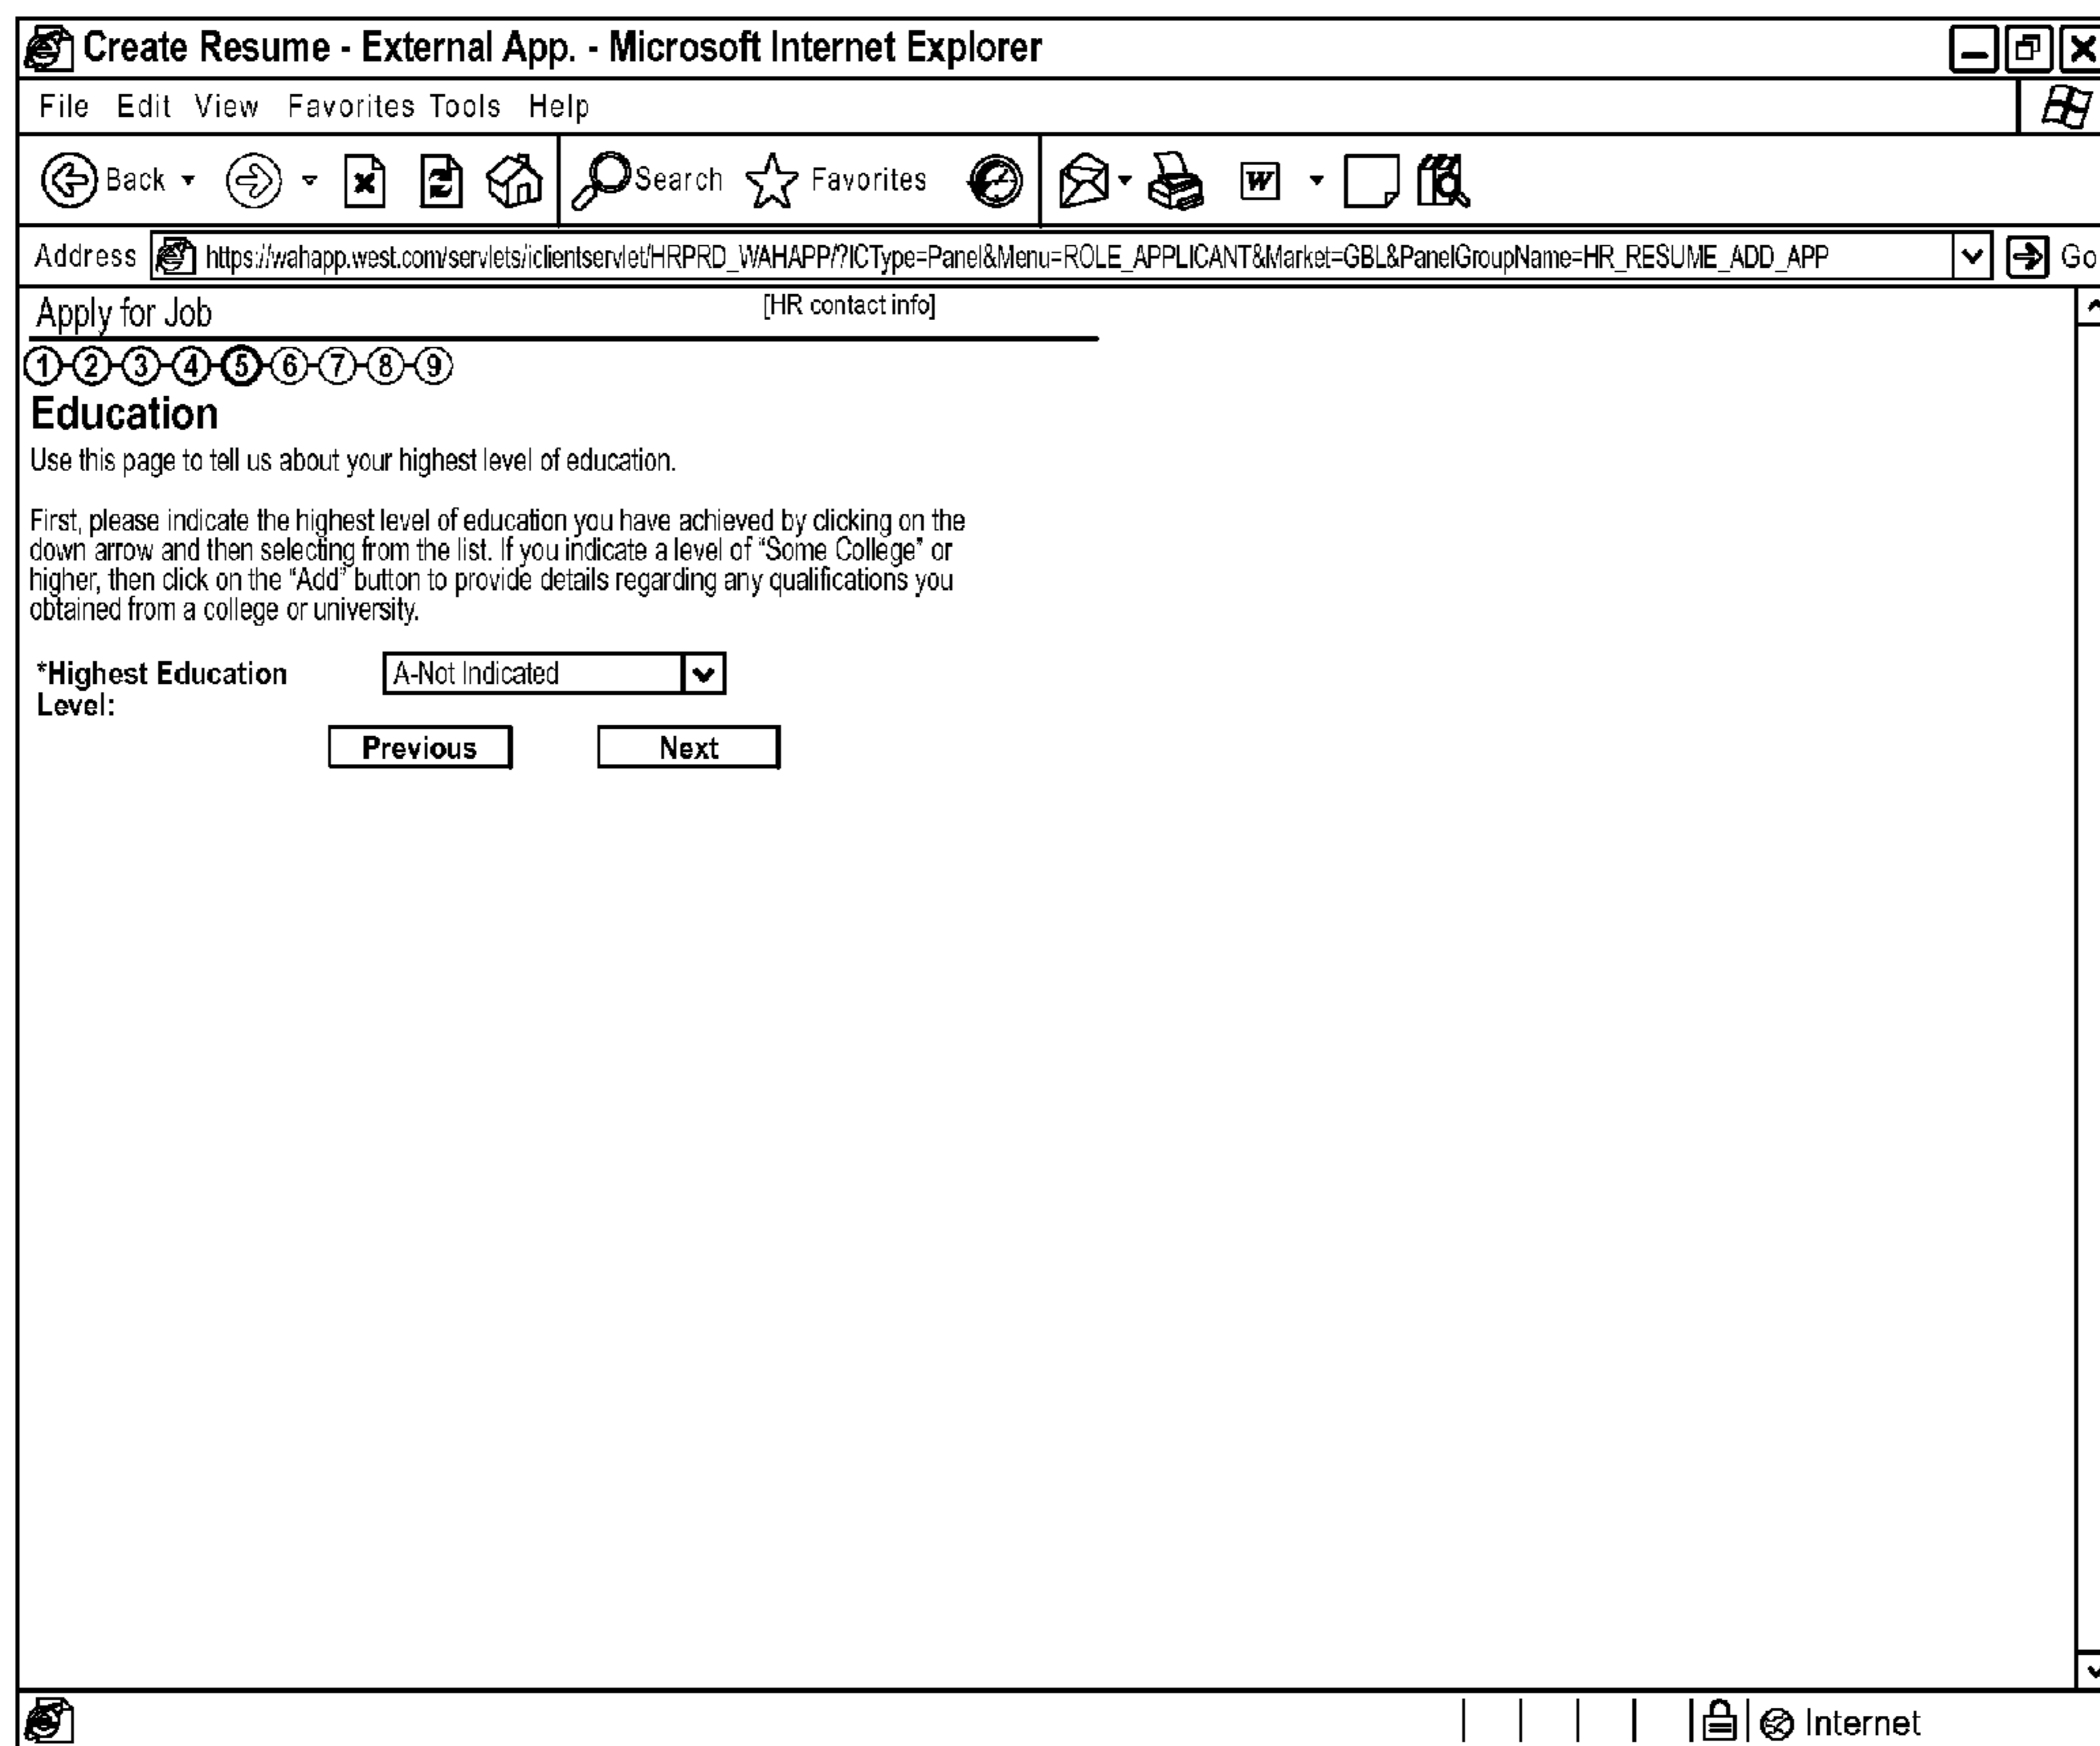 Create Resume - External App. - Microsoft Internet Explorer
File Edit View Favorites Tools Help
Back Search Favorites W
Address https://wahapp.west.com/servlets/iclientservlet/HRPRD_WAHAPP/?ICType=Panel&Menu=ROLE_APPLICANT&Market=GBL&PanelGroupName=HR_RESUME_ADD_APP Go
Apply for Job [HR contact info]
1-2-3-4-5-6-7-8-9
Education
Use this page to tell us about your highest level of education.
First, please indicate the highest level of education you have achieved by clicking on the
down arrow and then selecting from the list. If you indicate a level of "Some College" or
higher, then click on the "Add" button to provide details regarding any qualifications you
obtained from a college or university.
*Highest Education A-Not Indicated
Level:
Previous Next
Internet